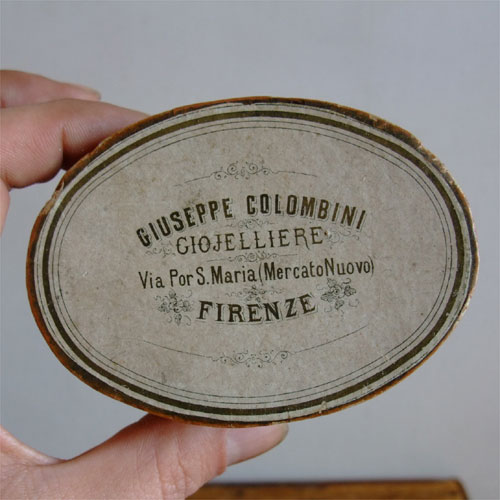 GIUSEPPE COLOMBINI
GIOJELLIERE
Via Por S. Maria (Mercato Nuovo)
FIRENZE